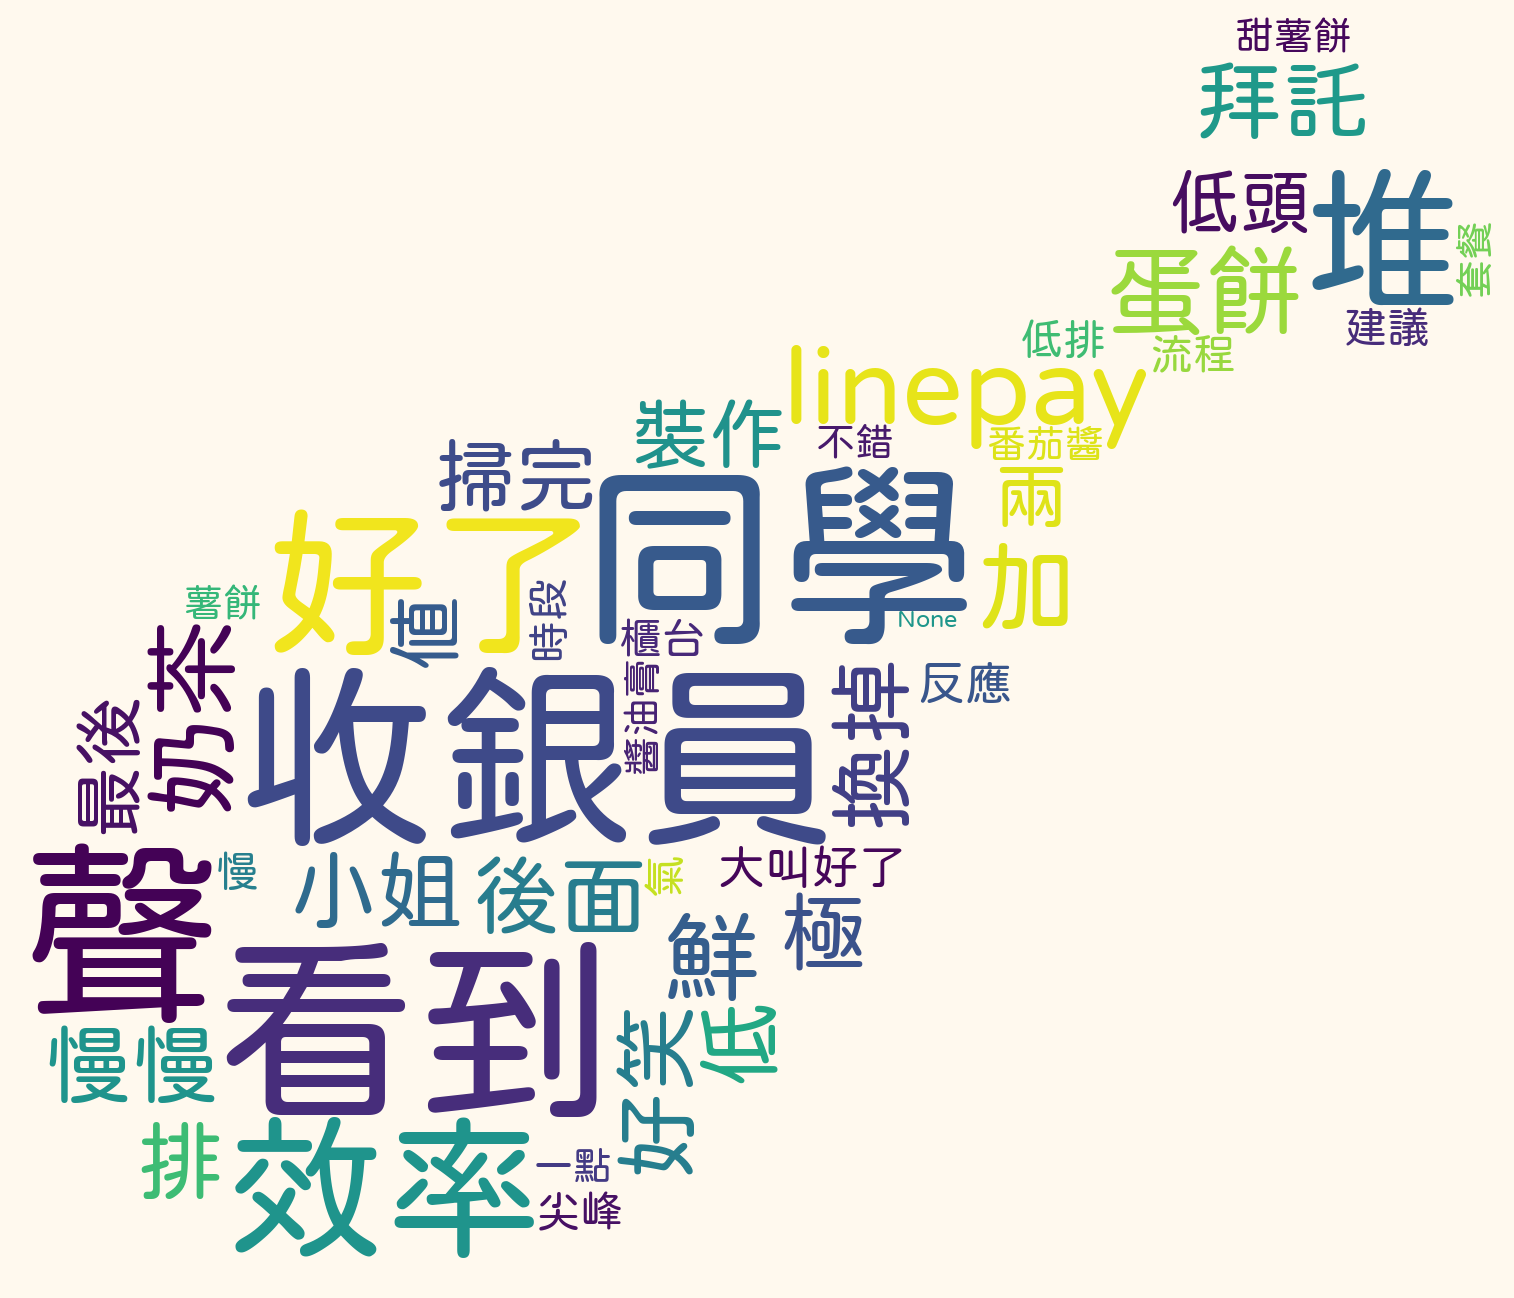 甜薯餅
拜託
低頭
堆
套餐
蛋餅
建議
低排
流程
linepay
裝作
不錯
番茄醬
掃完
同學
兩
好了
加
值
時段
None
薯餅
櫃台
奶茶
收銀員
醬油膏
換掉
反應
最後
聲
慢
小姐
後面
氣
大叫好了
鮮
極
看到
慢慢
好笑
低
排
效率
一點
尖峰